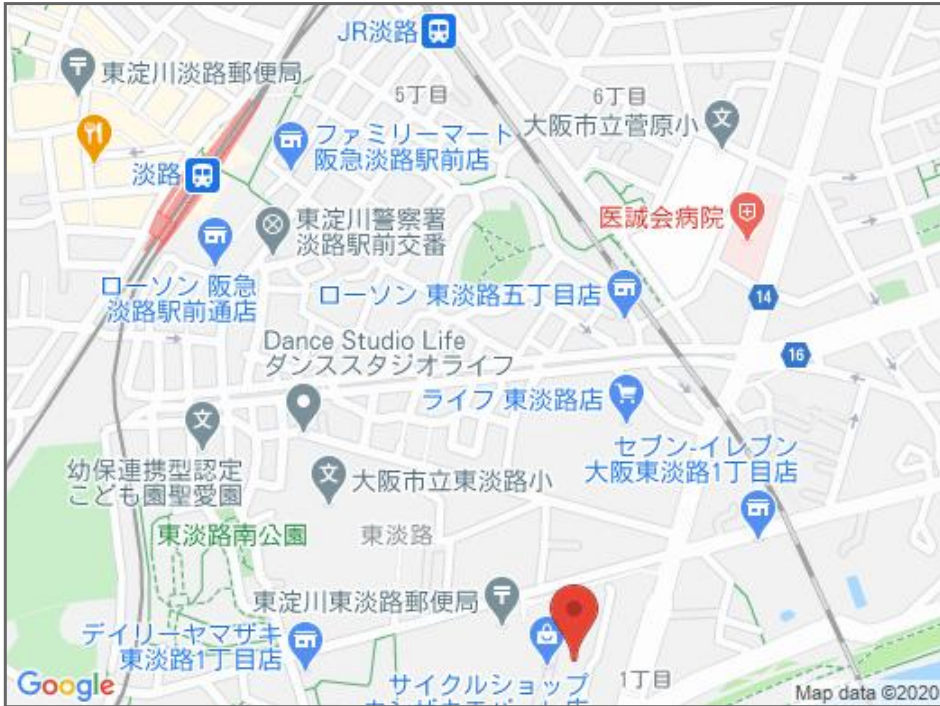 JR淡路
東淀川淡路郵便局
5丁目
6丁目
大阪市立菅原小
ファミリーマート
阪急淡路駅前店
淡路
東淀川警察署
淡路駅前交番
医誠会病院
ローソン 阪急
淡路駅前通店
ローソン 東淡路五丁目店
14
Dance Studio Life
ダンススタジオライフ
16
ライフ 東淡路店
セブン-イレブン
大阪東淡路1丁目店
幼保連携型認定
こども園聖愛園
大阪市立東淡路小
東淡路南公園
東淡路
東淀川東淡路郵便局
デイリーヤマザキ
東淡路1丁目店
サイクルショップ
1丁目
Google
Map data ©2020